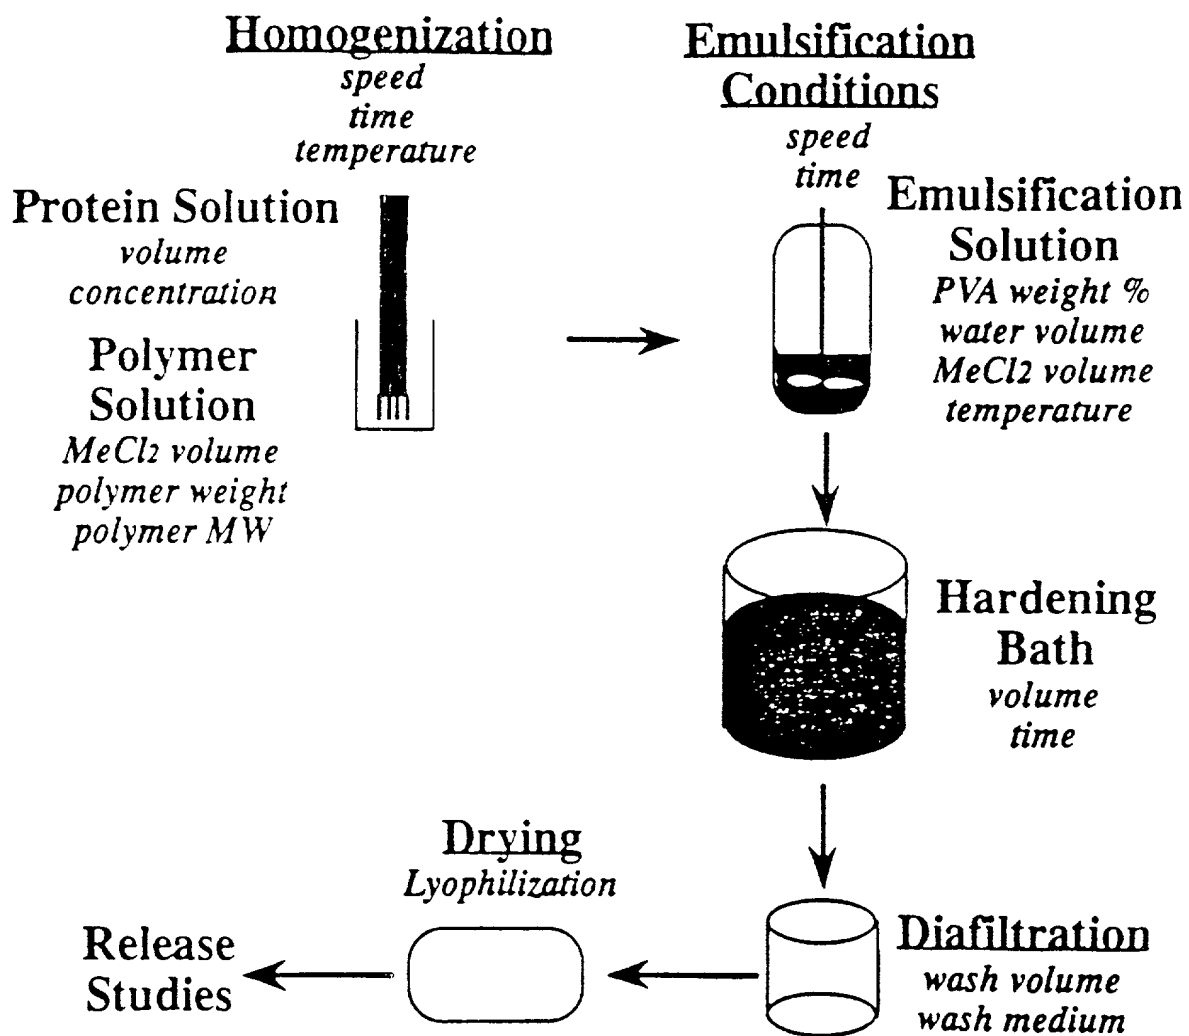 Homogenization
speed
time
temperature
Protein Solution
volume
concentration
Polymer
Solution
MeCl2 volume
polymer weight
polymer MW
Emulsification
Conditions
speed
time
Emulsification
Solution
PVA weight %
water volume
MeCl2 volume
temperature
Hardening
Bath
volume
time
Diafiltration
wash volume
wash medium
Drying
Lyophilization
Release
Studies